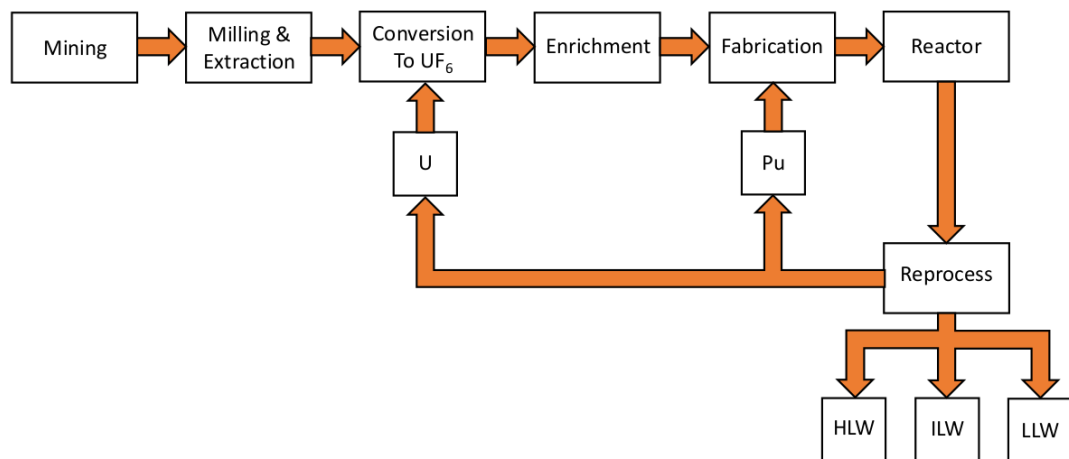 Mining
Milling &
Extraction
Conversion
To UF₆
Enrichment
Fabrication
Reactor
U
Pu
Reprocess
HLW
ILW
LLW